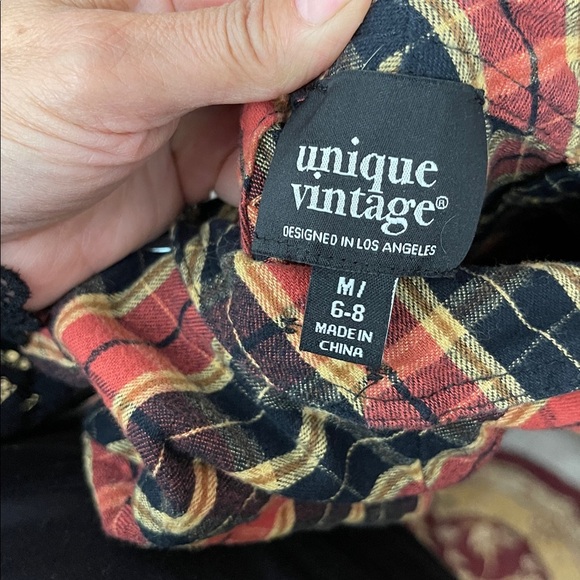 unique
vintage®
DESIGNED IN LOS ANGELES
M/
6-8
MADE IN
CHINA